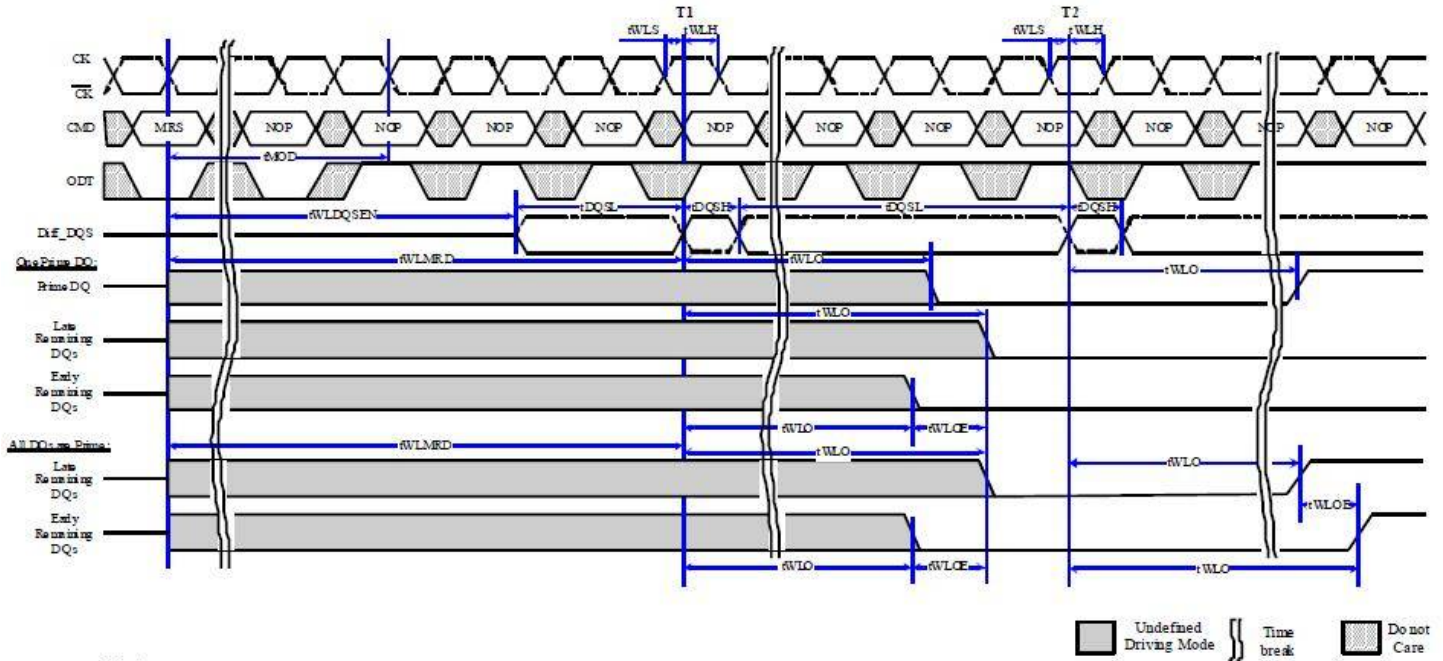 T1 T2
tWLS tWLH tWLS tWLH
CK
CK
CMD MRS NOP NOP NOP NOP NOP NOP NOP NOP NOP NOP NOP
tMOD
ODT
tWLDQSEN tDQSL tDQSH tDQSL tDQSH
Diff_DQS
One Prime DQ: tWLMRD tWLO tWLO
Prime DQ
tWLO
Late
Remaining
DQs
Early
Remaining
DQs
tWLO tWLOE
All DQs are Prime: tWLMRD tWLO
Late
Remaining
DQs
tWLO
tWLOE
Early
Remaining
DQs
tWLO tWLOE tWLO
Undefined
Driving Mode
Time
break
Do not
Care